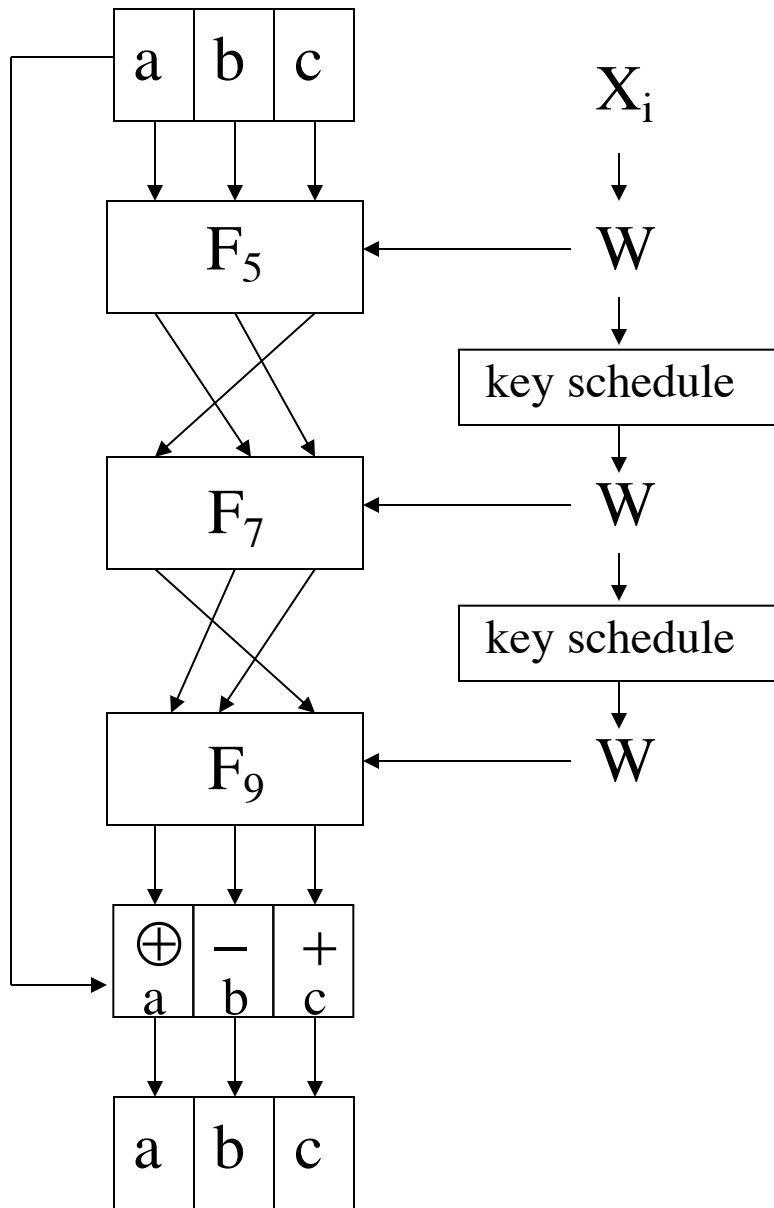 a b c
X_i
F_5
W
key schedule
F_7
W
key schedule
F_9
W
⊕ − +
a b c
a b c